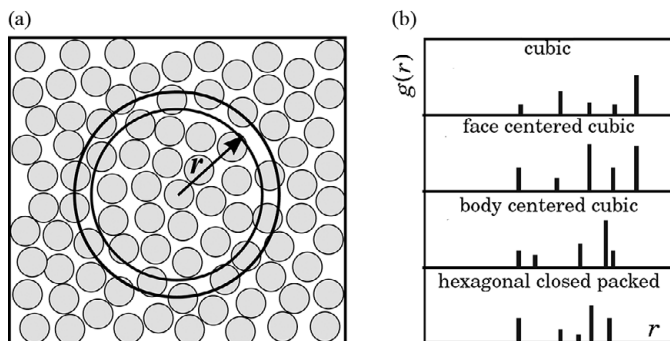 (a)
r
(b)
g(r)
cubic
face centered cubic
body centered cubic
hexagonal closed packed
r